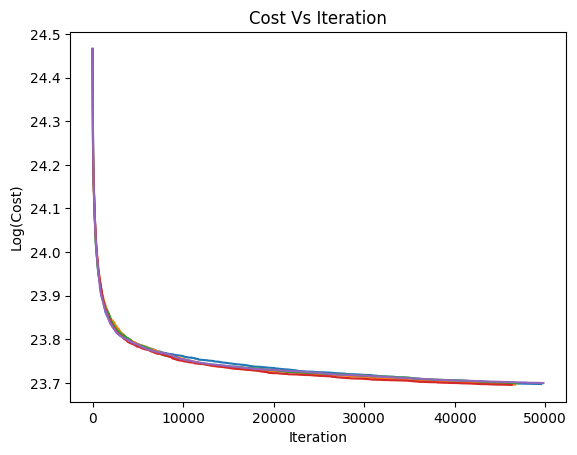 Cost Vs Iteration
24.5
24.4
24.3
24.2
24.1
24.0
23.9
23.8
23.7
Log(Cost)
0 10000 20000 30000 40000 50000
Iteration